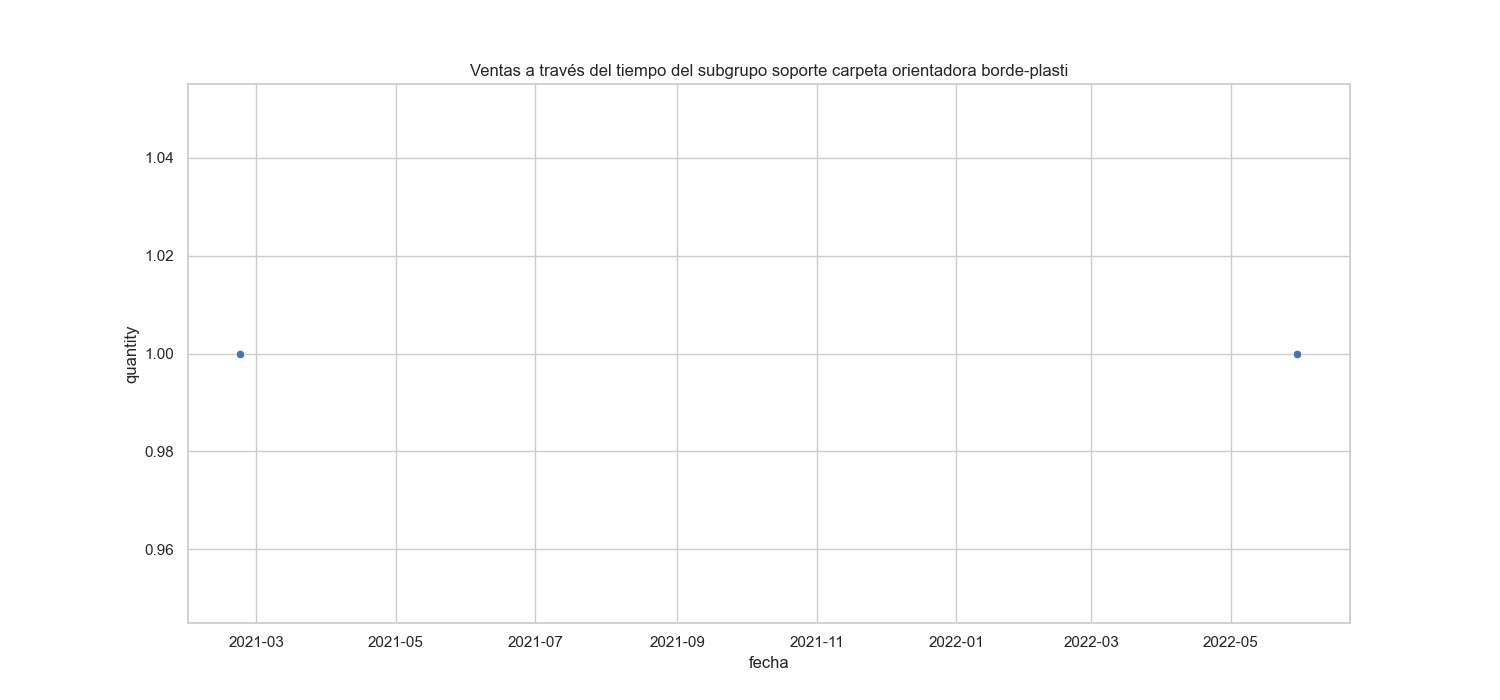 Ventas a través del tiempo del subgrupo soporte carpeta orientadora borde-plasti
1.04
1.02
1.00
0.98
0.96
quantity
2021-03 2021-05 2021-07 2021-09 2021-11 2022-01 2022-03 2022-05
fecha